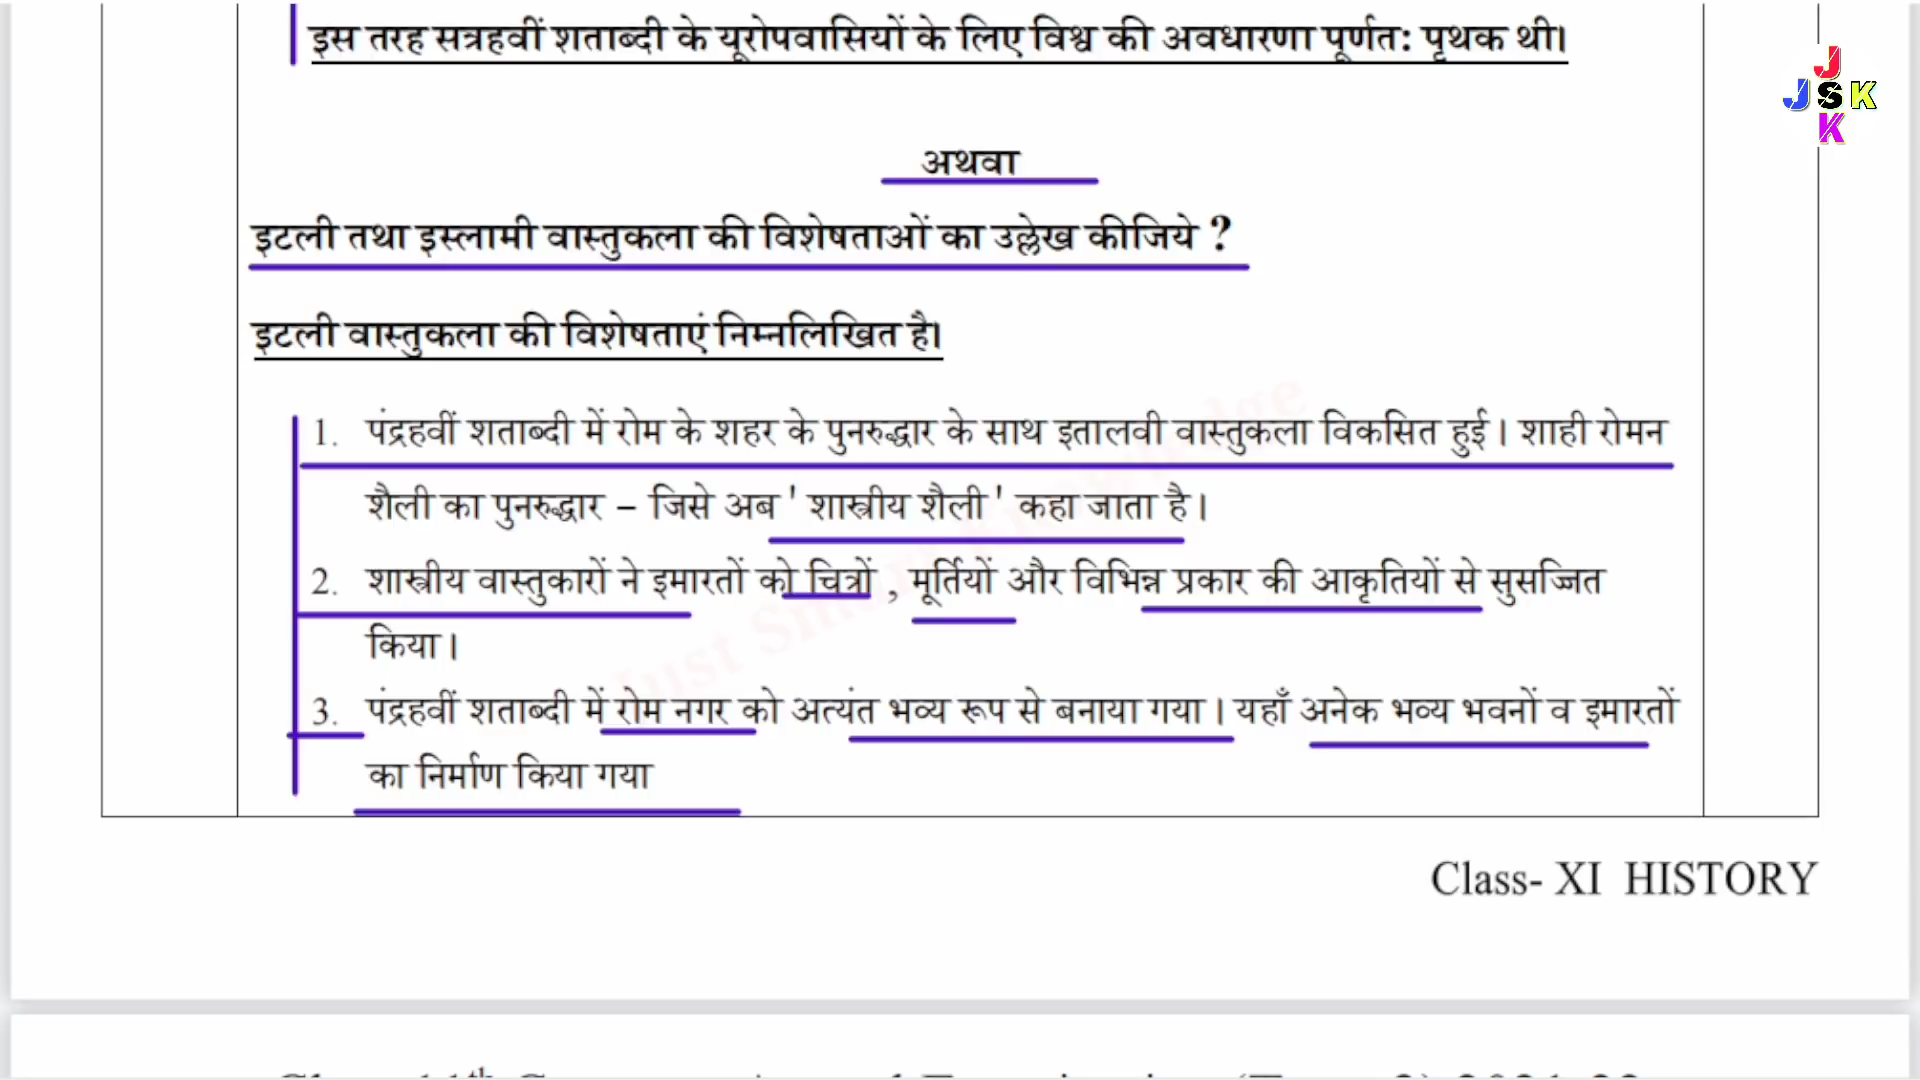 इस तरह सत्रहवीं शताब्दी के यूरोपवासियों के लिए विश्व की अवधारणा पूर्णत: पृथक थी।
J
J S K
K
अथवा
इटली तथा इस्लामी वास्तुकला की विशेषताओं का उल्लेख कीजिये ?
इटली वास्तुकला की विशेषताएं निम्नलिखित है।
1. पंद्रहवीं शताब्दी में रोम के शहर के पुनरुद्धार के साथ इतालवी वास्तुकला विकसित हुई। शाही रोमन
शैली का पुनरुद्धार – जिसे अब ' शास्त्रीय शैली ' कहा जाता है।
2. शास्त्रीय वास्तुकारों ने इमारतों को चित्रों , मूर्तियों और विभिन्न प्रकार की आकृतियों से सुसज्जित
किया।
3. पंद्रहवीं शताब्दी में रोम नगर को अत्यंत भव्य रूप से बनाया गया। यहाँ अनेक भव्य भवनों व इमारतों
का निर्माण किया गया
Just Smart Knowledge
Class- XI HISTORY